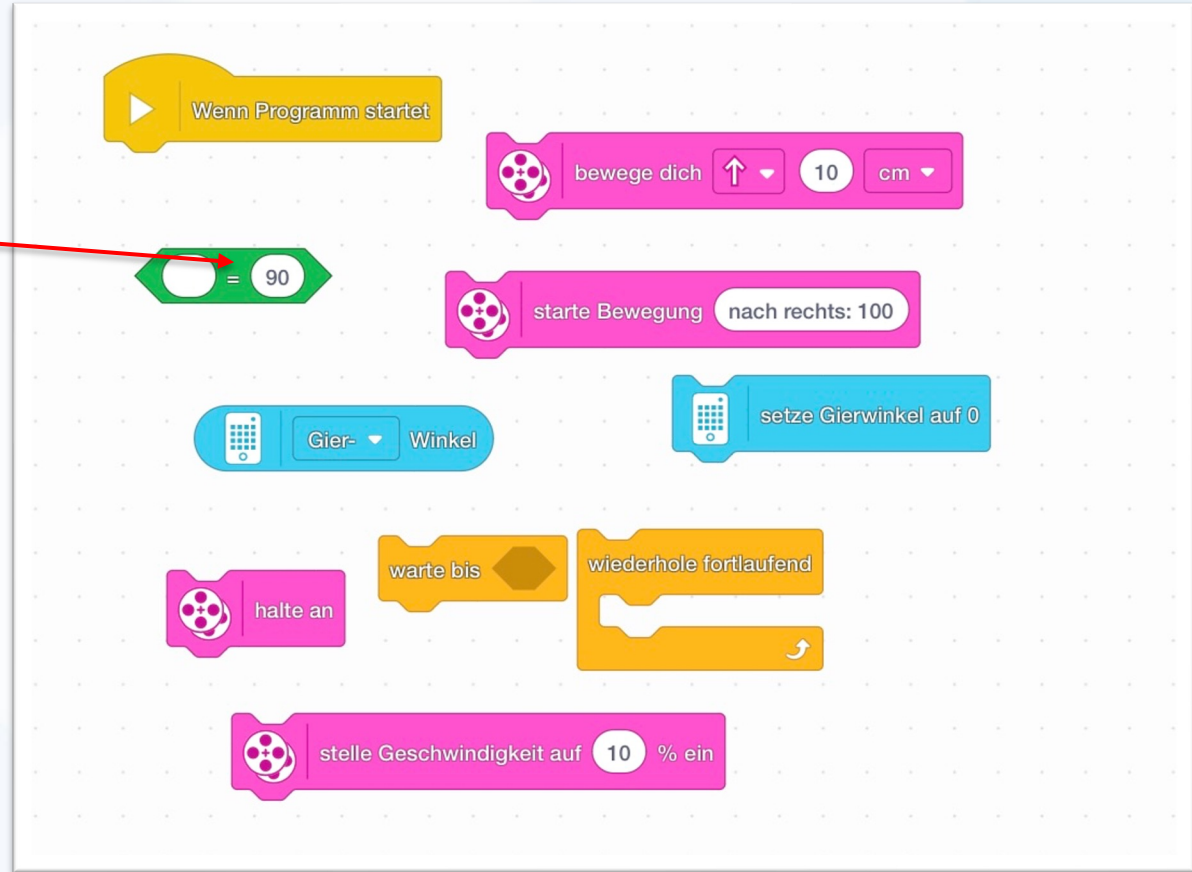 Wenn Programm startet
bewege dich 10 cm
= 90
starte Bewegung nach rechts: 100
setze Gierwinkel auf 0
Gier- Winkel
warte bis
wiederhole fortlaufend
halte an
stelle Geschwindigkeit auf 10 % ein